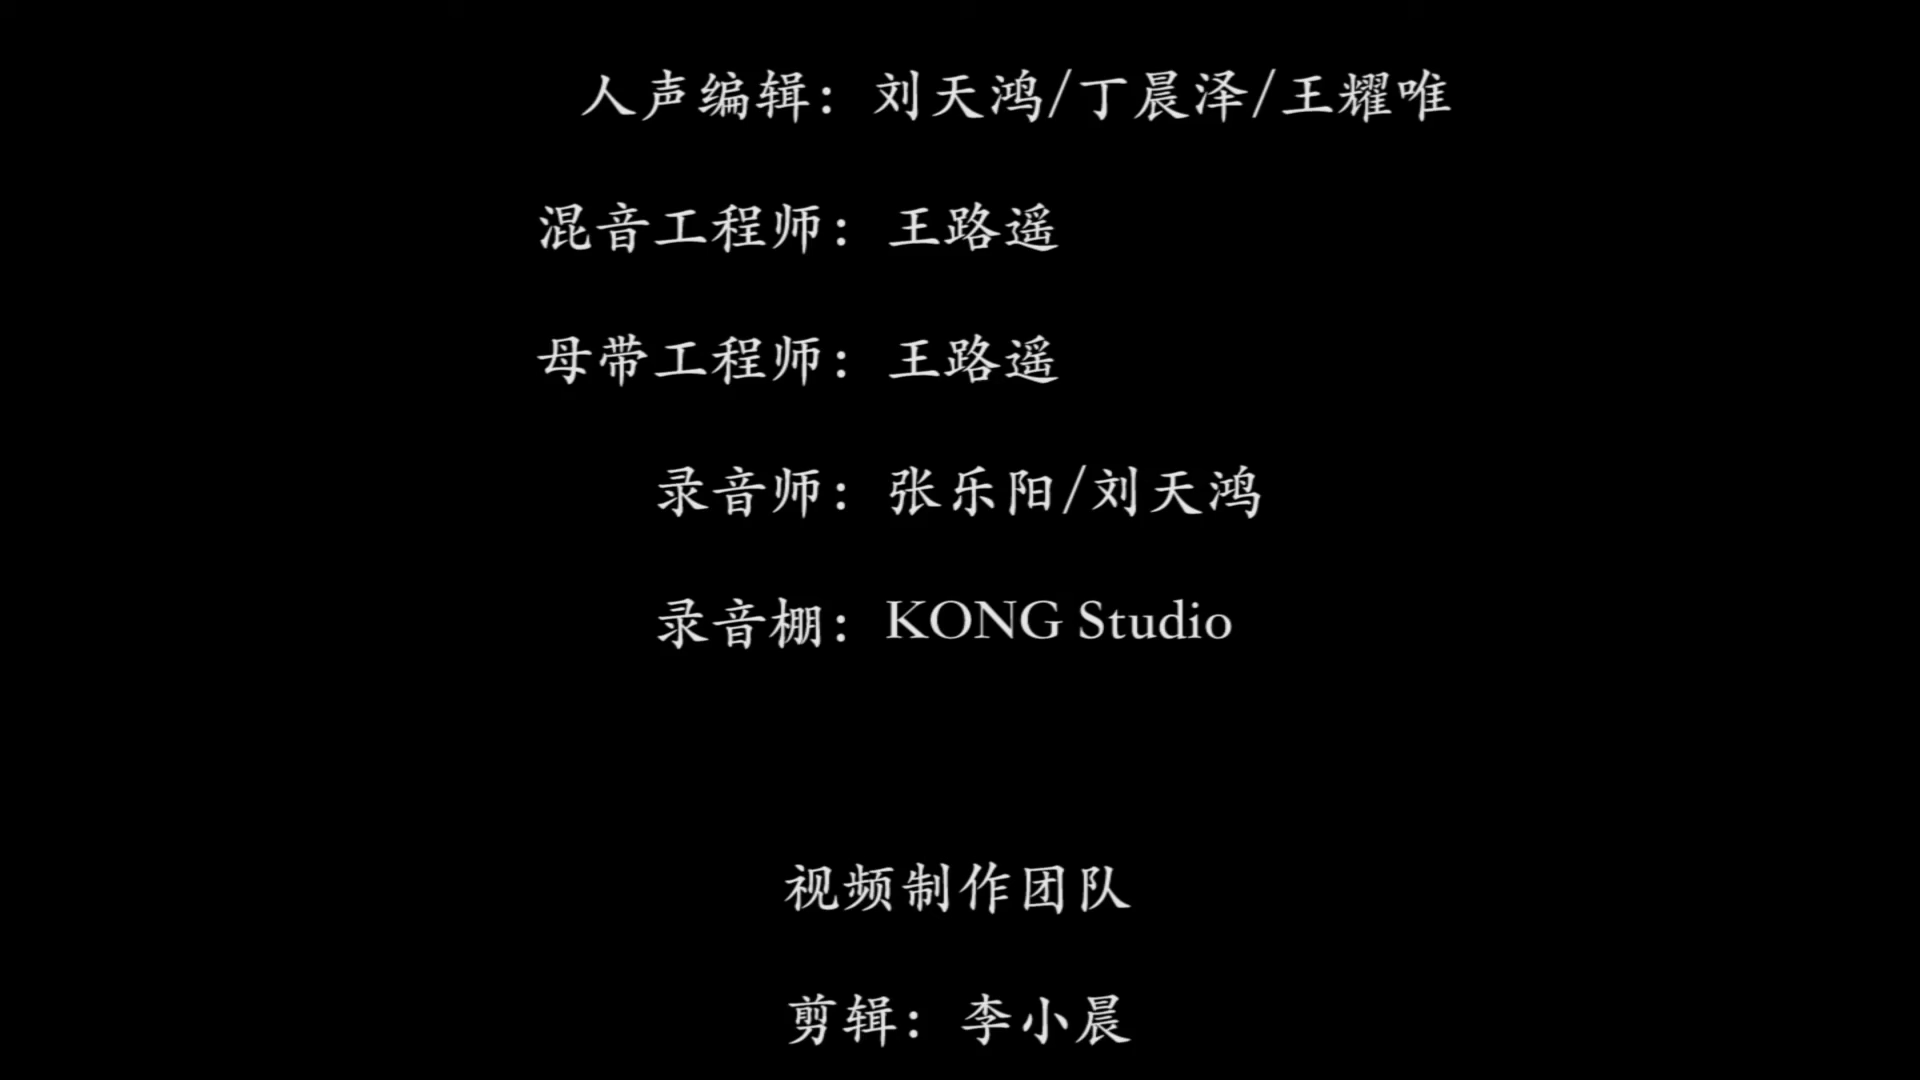 人声编辑：刘天鸿/丁晨泽/王耀唯
混音工程师：王路遥
母带工程师：王路遥
录音师：张乐阳/刘天鸿
录音棚：KONG Studio
视频制作团队
剪辑：李小晨